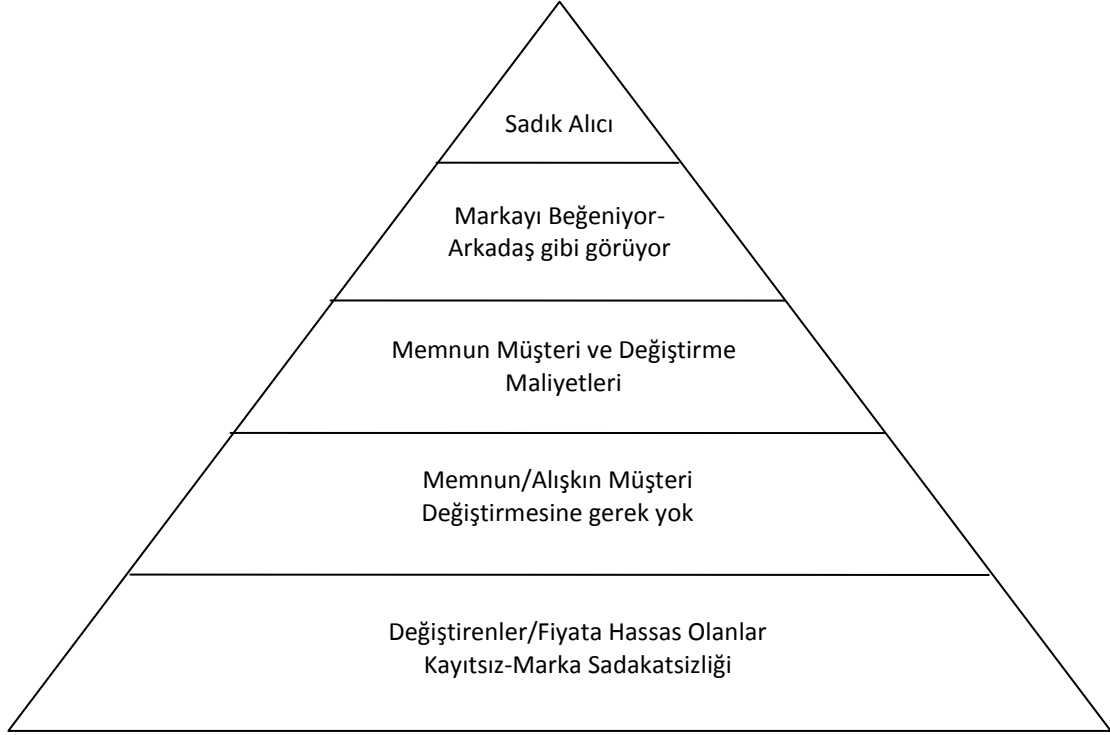 Sadık Alıcı
Markayı Beğeniyor-
Arkadaş gibi görüyor
Memnun Müşteri ve Değiştirme
Maliyetleri
Memnun/Alışkın Müşteri
Değiştirmesine gerek yok
Değiştirenler/Fiyata Hassas Olanlar
Kayıtsız-Marka Sadakatsizliği